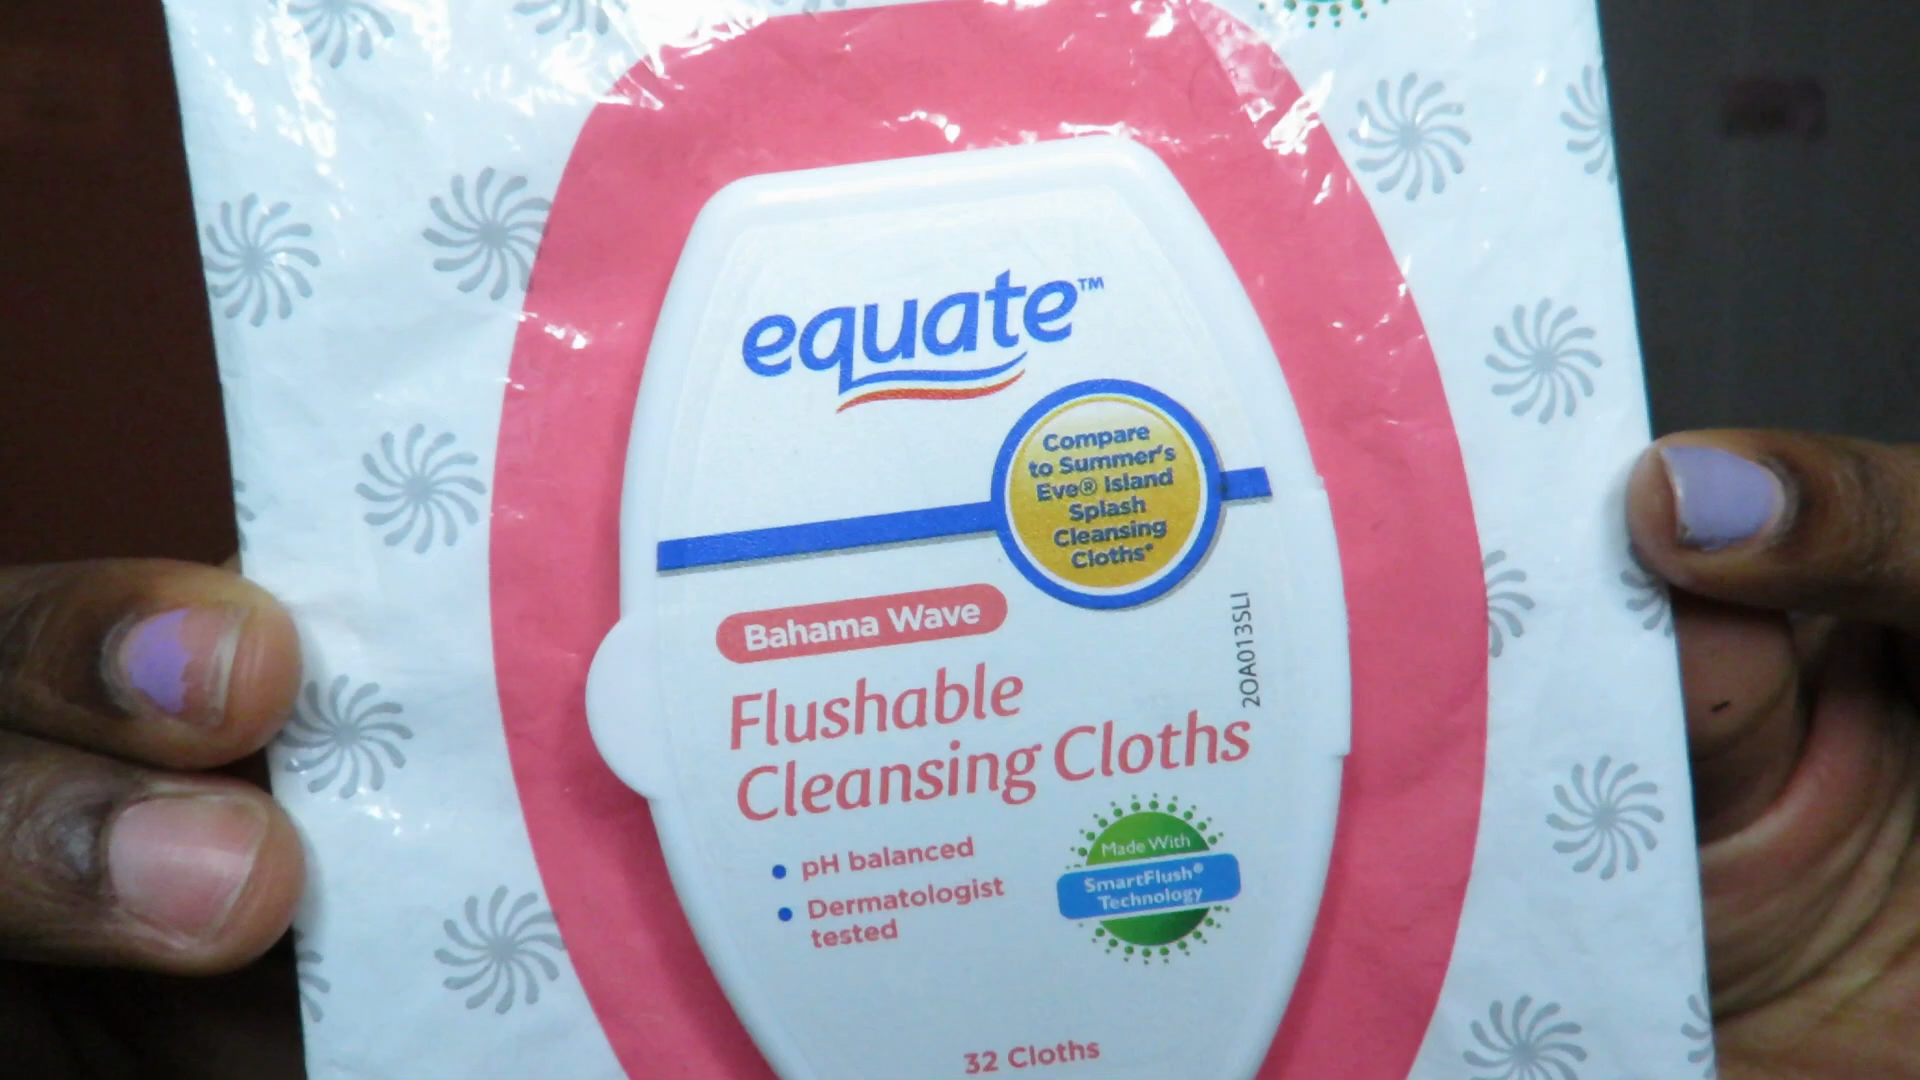 equate™
Compare
to Summer's
Eve® Island
Splash
Cleansing
Cloths*
Bahama Wave
Flushable
Cleansing Cloths
20A013SLI
• pH balanced
• Dermatologist
tested
Made With
SmartFlush®
Technology
32 Cloths